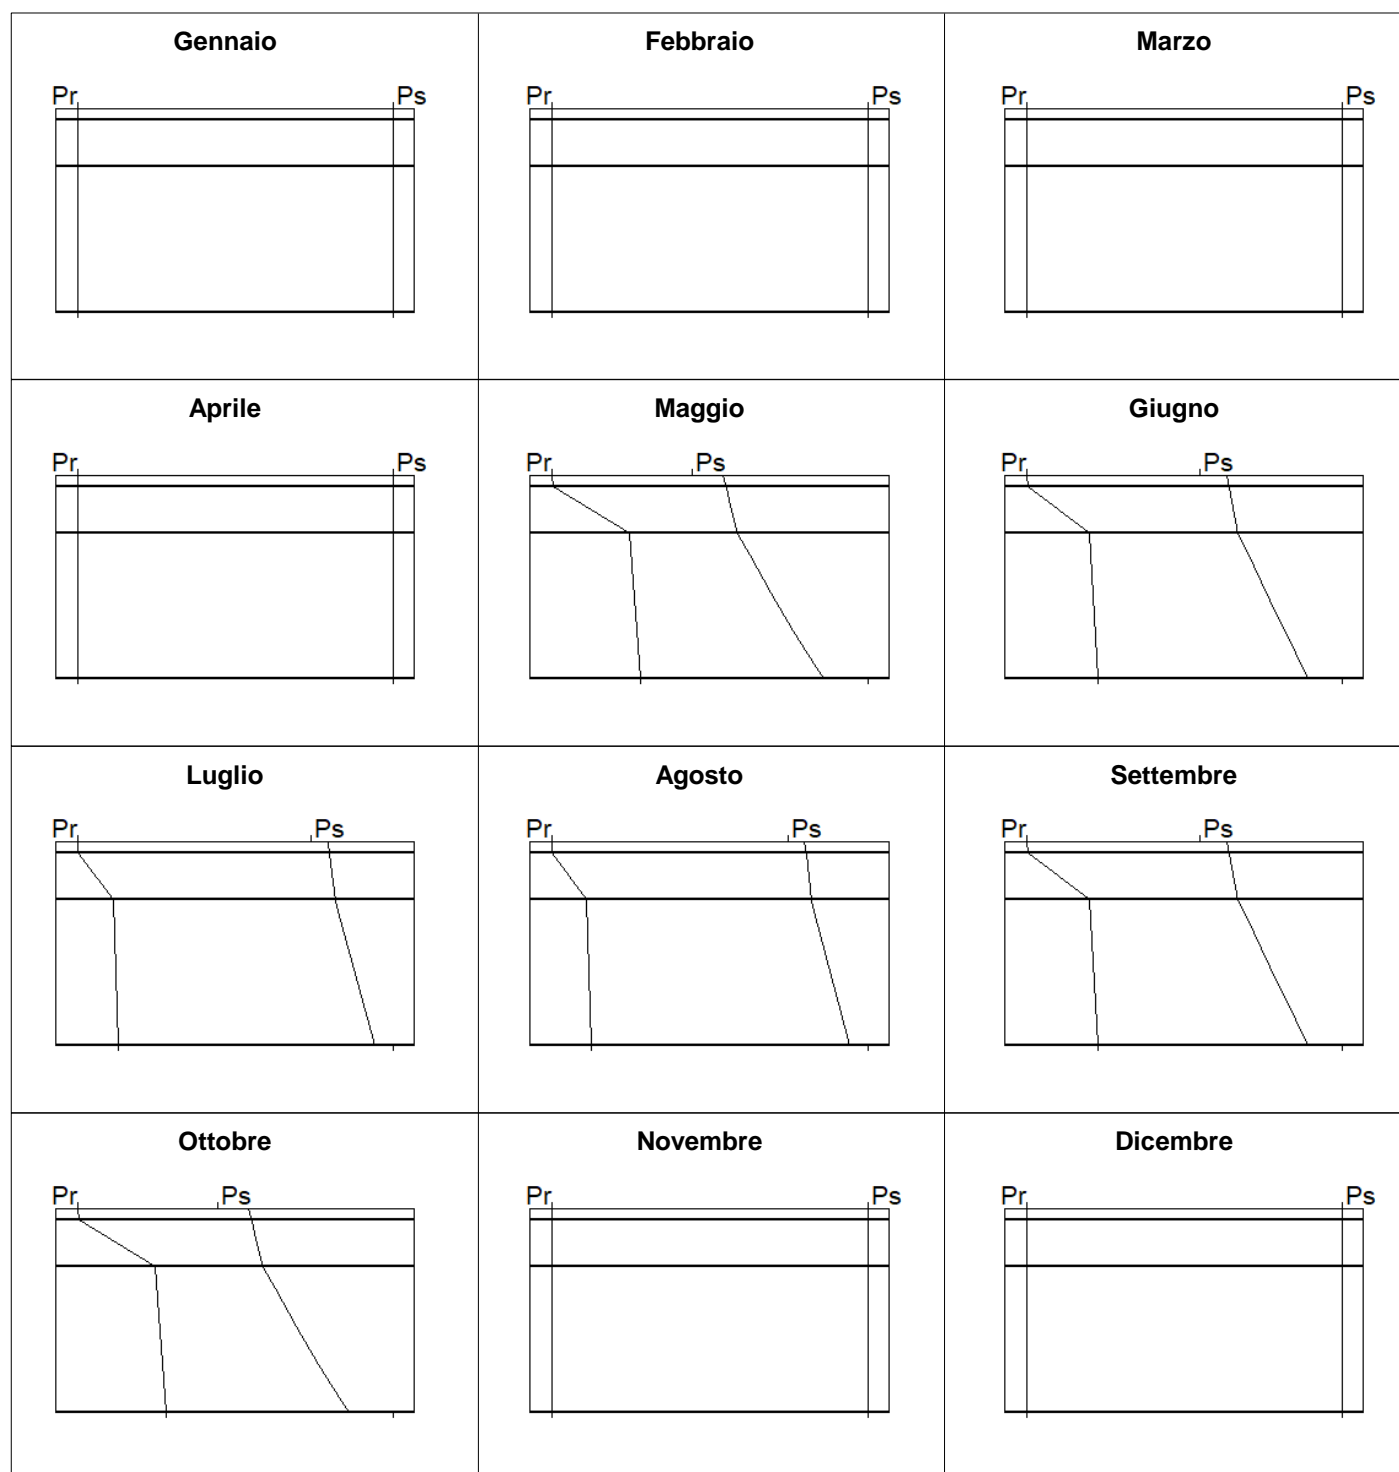 Gennaio Febbraio Marzo
Pr Ps Pr Ps Pr Ps
Aprile Maggio Giugno
Pr Ps Pr Ps Pr Ps
Luglio Agosto Settembre
Pr Ps Pr Ps Pr Ps
Ottobre Novembre Dicembre
Pr Ps Pr Ps Pr Ps